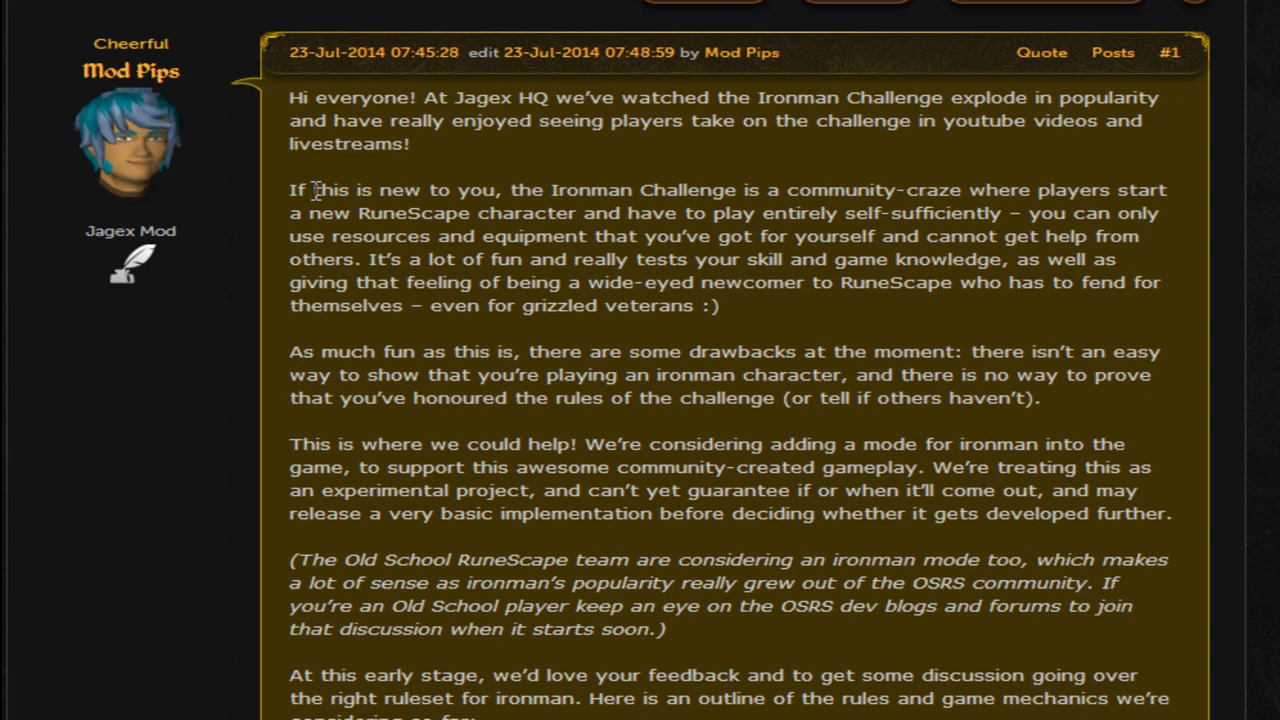 Cheerful
Mod Pips
Jagex Mod
23-Jul-2014 07:45:28 edit 23-Jul-2014 07:48:59 by Mod Pips
Quote Posts #1
Hi everyone! At Jagex HQ we've watched the Ironman Challenge explode in popularity
and have really enjoyed seeing players take on the challenge in youtube videos and
livestreams!
If this is new to you, the Ironman Challenge is a community-craze where players start
a new RuneScape character and have to play entirely self-sufficiently – you can only
use resources and equipment that you've got for yourself and cannot get help from
others. It's a lot of fun and really tests your skill and game knowledge, as well as
giving that feeling of being a wide-eyed newcomer to RuneScape who has to fend for
themselves – even for grizzled veterans :)
As much fun as this is, there are some drawbacks at the moment: there isn't an easy
way to show that you're playing an ironman character, and there is no way to prove
that you've honoured the rules of the challenge (or tell if others haven't).
This is where we could help! We're considering adding a mode for ironman into the
game, to support this awesome community-created gameplay. We're treating this as
an experimental project, and can't yet guarantee if or when it'll come out, and may
release a very basic implementation before deciding whether it gets developed further.
(The Old School RuneScape team are considering an ironman mode too, which makes
a lot of sense as ironman's popularity really grew out of the OSRS community. If
you're an Old School player keep an eye on the OSRS dev blogs and forums to join
that discussion when it starts soon.)
At this early stage, we'd love your feedback and to get some discussion going over
the right ruleset for ironman. Here is an outline of the rules and game mechanics we're